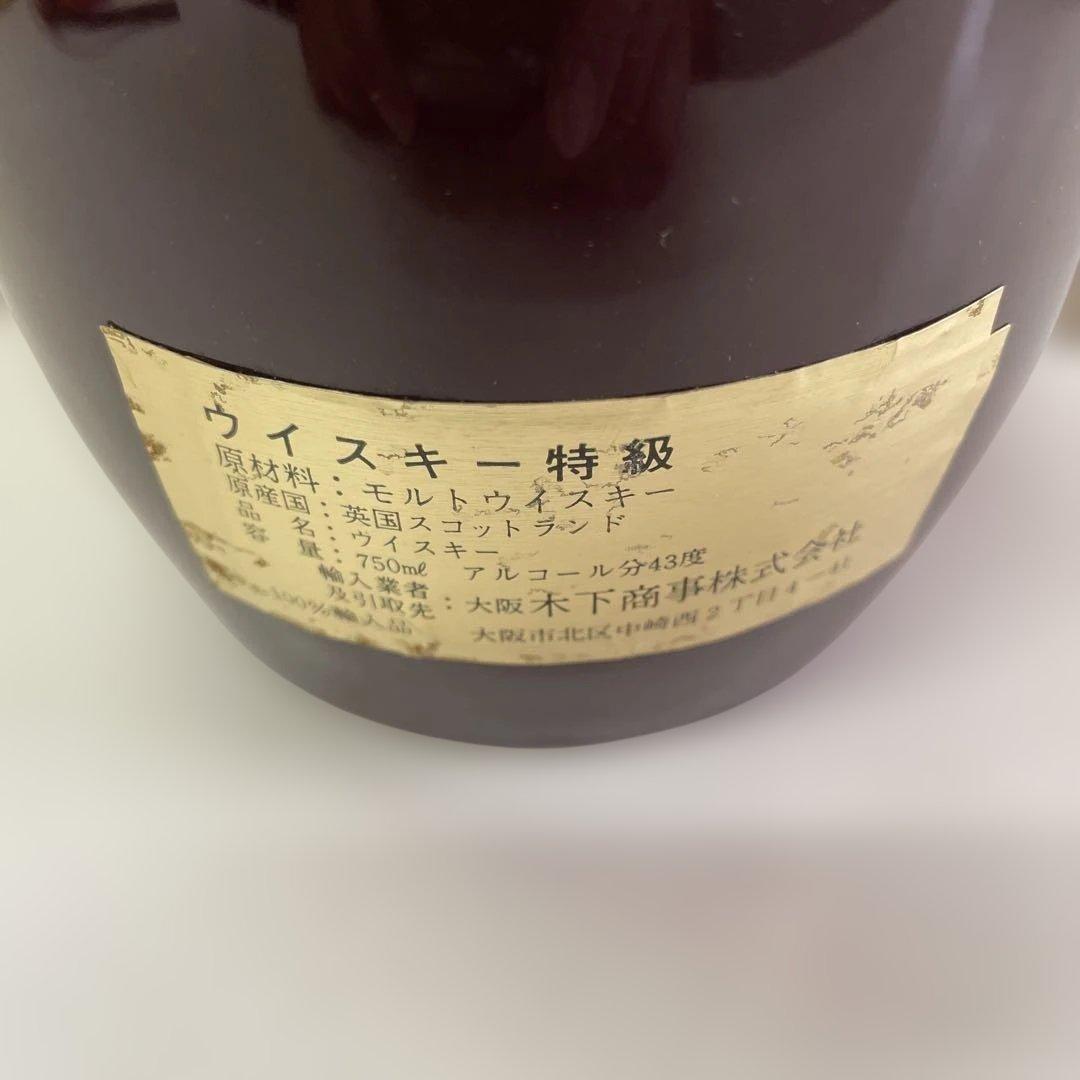 ウイスキー特級
原材料：モルトウイスキー
原産国：英国スコットランド
品名：ウイスキー
容量：750ml アルコール分43度
輸入業者：大阪木下商事株式会社
及引取先
100%輸入品 大阪市北区中崎西2丁目4